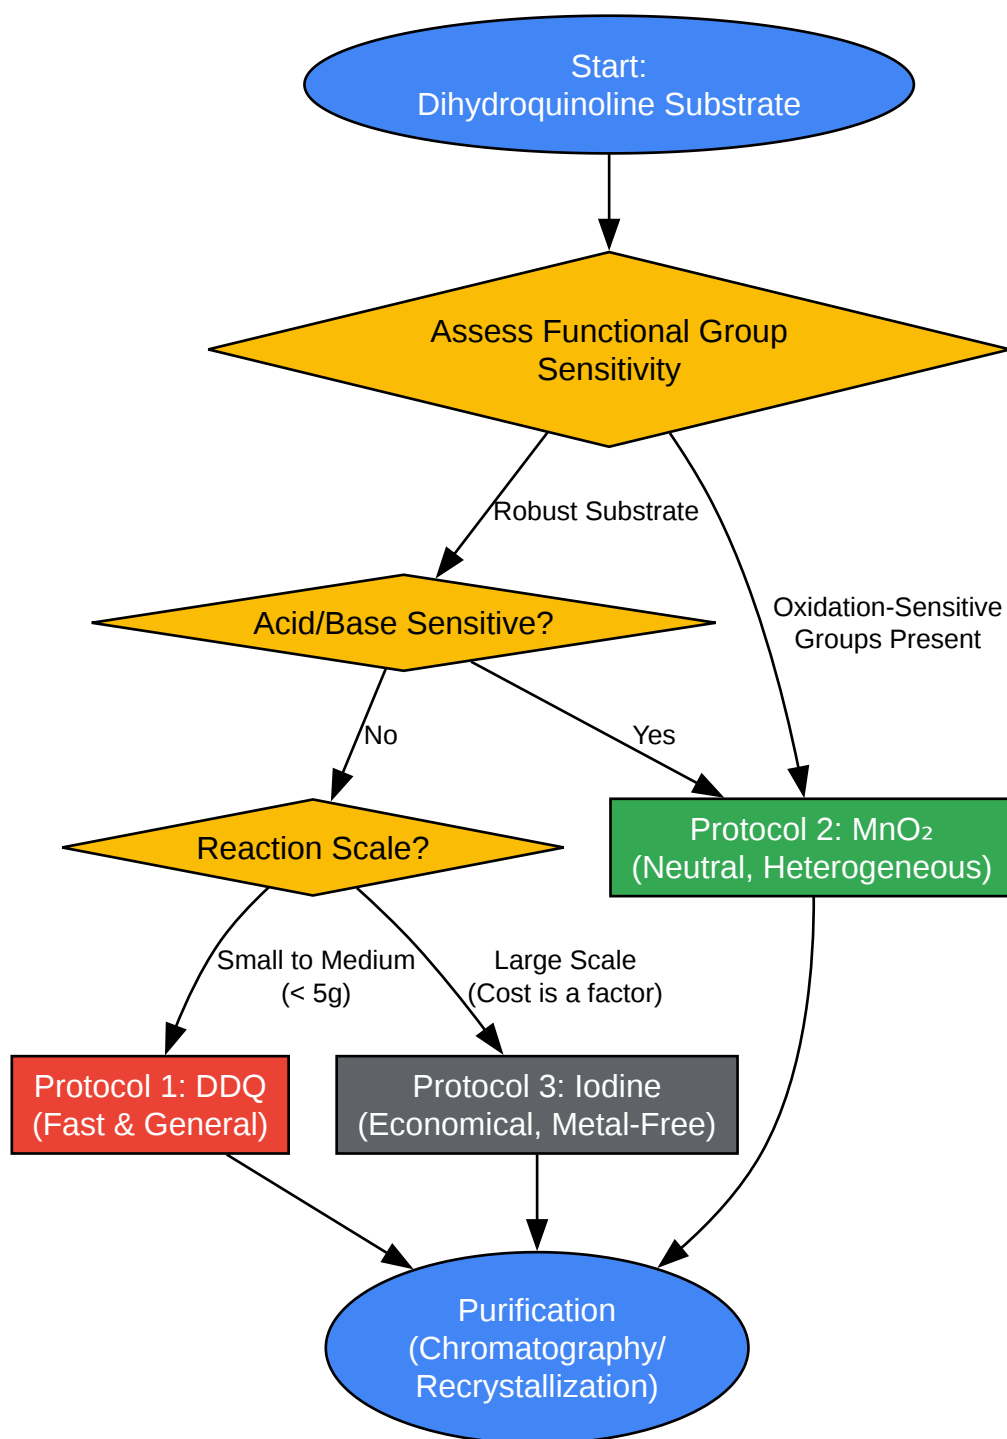 Start:
Dihydroquinoline Substrate
Assess Functional Group
Sensitivity
Robust Substrate
Oxidation-Sensitive
Groups Present
Acid/Base Sensitive?
No
Yes
Reaction Scale?
Protocol 2: MnO₂
(Neutral, Heterogeneous)
Small to Medium
(< 5g)
Large Scale
(Cost is a factor)
Protocol 1: DDQ
(Fast & General)
Protocol 3: Iodine
(Economical, Metal-Free)
Purification
(Chromatography/
Recrystallization)